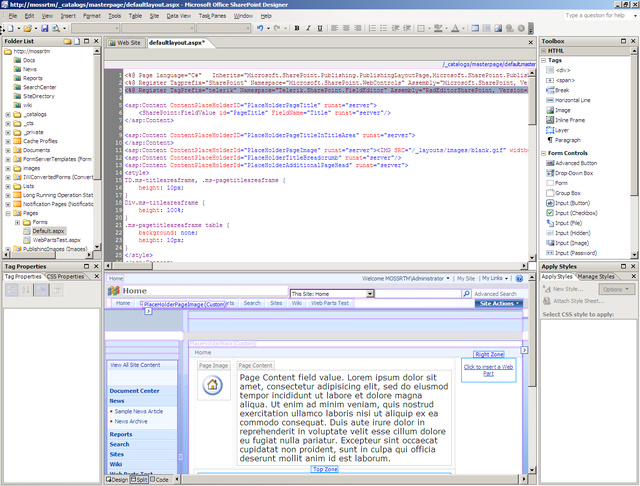 http://mossrtm/_catalogs/masterpage/defaultlayout.aspx - Microsoft Office SharePoint Designer
File Edit View Insert Format Tools Table Site Data View Task Panes Window Help
Type a question for help
Folder List
http://mossrtm
Docs
News
Reports
SearchCenter
SiteDirectory
wiki
_catalogs
_cts
_private
Cache Profiles
Documents
FormServerTemplates (Form
images
IWConvertedForms (Conver
Lists
Long Running Operation Stat
Notification Pages (Notificati
Pages
Forms
Default.aspx
WebPartsTest.aspx
PublishingImages (Images)
Web Site
defaultlayout.aspx*
/_catalogs/masterpage/default.master
1 <%@ Page language="C#" Inherits="Microsoft.SharePoint.Publishing.PublishingLayoutPage,Microsoft.SharePoint.Publis
2 <%@ Register TagPrefix="SharePoint" Namespace="Microsoft.SharePoint.WebControls" Assembly="Microsoft.SharePoint,
3 <%@ Register TagPrefix="telerik" Namespace="Telerik.SharePoint.FieldEditor" Assembly="RadEditorSharePoint, Version=
4
5 <asp:Content ContentPlaceHolderID="PlaceHolderPageTitle" runat="server">
<SharePoint:FieldValue id="PageTitle" FieldName="Title" runat="server"/>
</asp:Content>
<asp:Content ContentPlaceHolderID="PlaceHolderPageTitleInTitleArea" runat="server">
</asp:Content>
<asp:Content ContentPlaceHolderID="PlaceHolderPageImage" runat="server"><IMG SRC="/_layouts/images/blank.gif" width=
<asp:Content ContentPlaceHolderID="PlaceHolderTitleBreadcrumb" runat="server"/>
<asp:Content ContentPlaceHolderID="PlaceHolderAdditionalPageHead" runat="server">
<style>
TD.ms-titleareaframe, .ms-pagetitleareaframe {
height: 10px;
}
Div.ms-titleareaframe {
height: 100%;
}
.ms-pagetitleareaframe table {
background: none;
height: 10px;
}
</style>
Toolbox
HTML
Tags
<div>
<span>
Break
Horizontal Line
Image
Inline Frame
Layer
Paragraph
Form Controls
Advanced Button
Drop-Down Box
Form
Group Box
Input (Button)
Input (Checkbox)
Input (File)
Input (Hidden)
Input (Image)
Input (Password)
Tag Properties
Tag Properties CSS Properties
Home
Welcome MOSSRTM\Administrator
My Site
My Links
Home
This Site: Home
Advanced Search
Home
PlaceHolderPageImage (Custom)
Search
Sites
Wiki
Web Parts Test
Site Actions
PlaceHolderMain (Custom)
Home
View All Site Content
Document Center
News
Sample News Article
News Archive
Reports
Search
Sites
Wiki
Web Parts Test
Page Image
Page Content
Page Content field value. Lorem ipsum dolor sit
amet, consectetur adipisicing elit, sed do eiusmod
tempor incididunt ut labore et dolore magna
aliqua. Ut enim ad minim veniam, quis nostrud
exercitation ullamco laboris nisi ut aliquip ex ea
commodo consequat. Duis aute irure dolor in
reprehenderit in voluptate velit esse cillum dolore
eu fugiat nulla pariatur. Excepteur sint occaecat
cupidatat non proident, sunt in culpa qui officia
deserunt mollit anim id est laborum.
Right Zone
Click to insert a Web
Part
Top Zone
Design Split Code
Apply Styles
Apply Styles Manage Styles
New Style...
Options
Attach Style Sheet...
Select CSS style to apply: